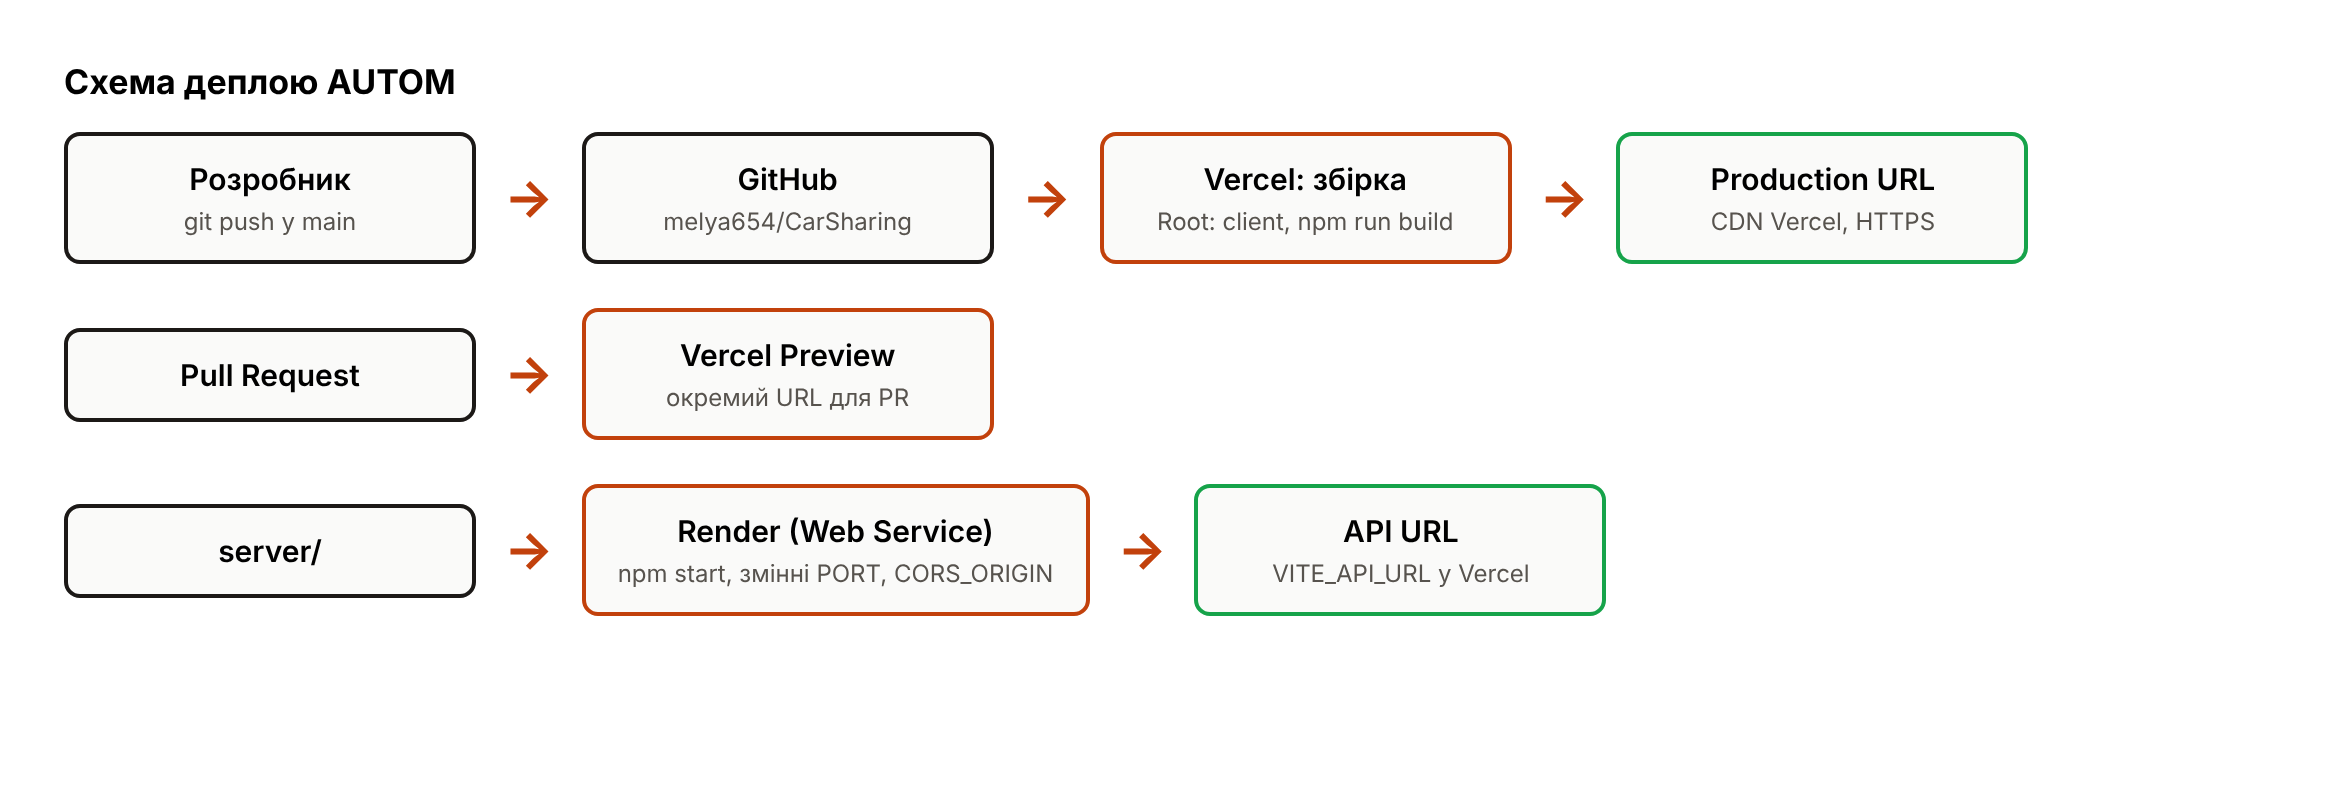 Схема деплою AUTOM
Розробник
git push у main
GitHub
melya654/CarSharing
Vercel: збірка
Root: client, npm run build
Production URL
CDN Vercel, HTTPS
Pull Request
Vercel Preview
окремий URL для PR
server/
Render (Web Service)
npm start, змінні PORT, CORS_ORIGIN
API URL
VITE_API_URL у Vercel